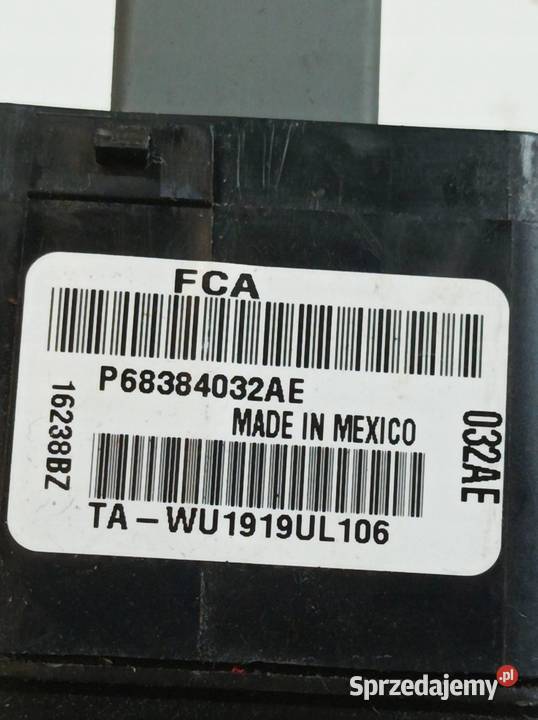 FCA
P68384032AE
MADE IN MEXICO
16238BZ
032AE
TA-WU1919UL106
Sprzedajemy.pl